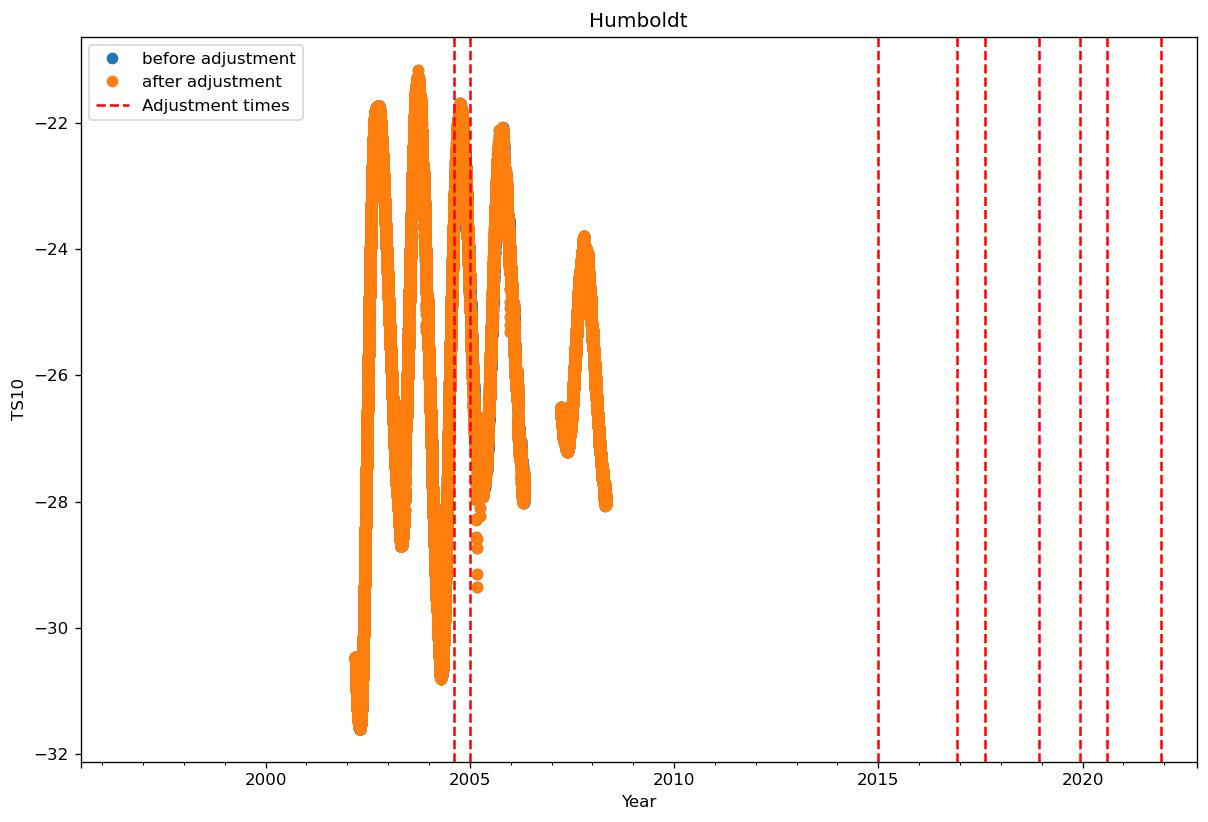 Humboldt
before adjustment
after adjustment
Adjustment times
−22
−24
−26
−28
−30
−32
TS10
2000
2005
2010
2015
2020
Year